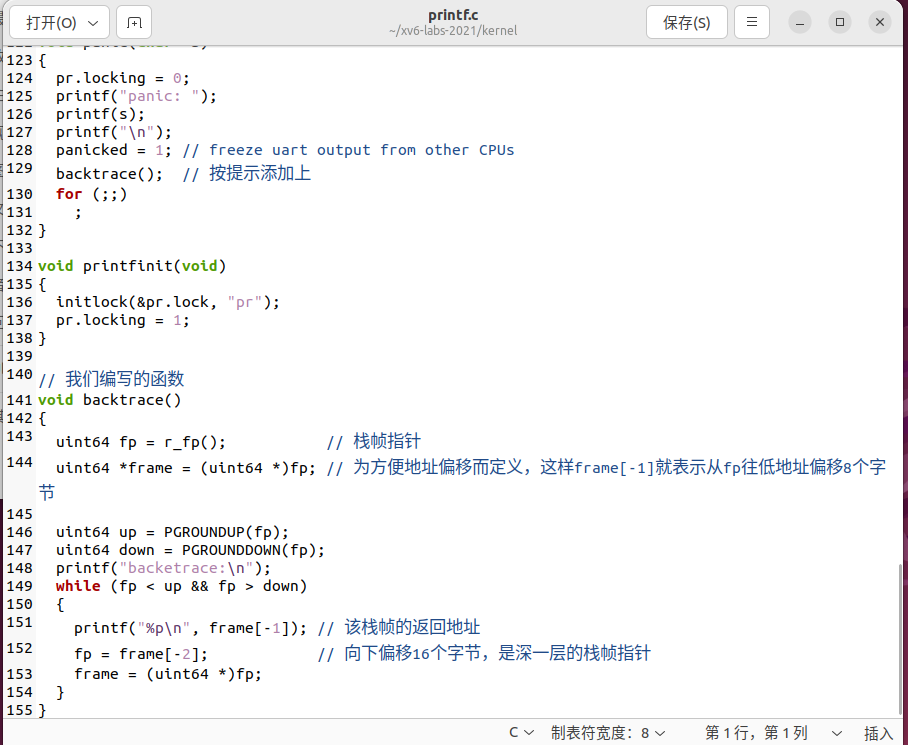 打开(O)
printf.c
~/xv6-labs-2021/kernel
保存(S)
123 {
124   pr.locking = 0;
125   printf("panic: ");
126   printf(s);
127   printf("\n");
128   panicked = 1; // freeze uart output from other CPUs
129   backtrace();  // 按提示添加上
130   for (;;)
131     ;
132 }
133
134 void printfinit(void)
135 {
136   initlock(&pr.lock, "pr");
137   pr.locking = 1;
138 }
139
140 // 我们编写的函数
141 void backtrace()
142 {
143   uint64 fp = r_fp();           // 栈帧指针
144   uint64 *frame = (uint64 *)fp; // 为方便地址偏移而定义，这样frame[-1]就表示从fp往低地址偏移8个字
节
145
146   uint64 up = PGROUNDUP(fp);
147   uint64 down = PGROUNDDOWN(fp);
148   printf("backetrace:\n");
149   while (fp < up && fp > down)
150   {
151     printf("%p\n", frame[-1]); // 该栈帧的返回地址
152     fp = frame[-2];            // 向下偏移16个字节，是深一层的栈帧指针
153     frame = (uint64 *)fp;
154   }
155 }
C 制表符宽度：8 第 1 行，第 1 列 插入